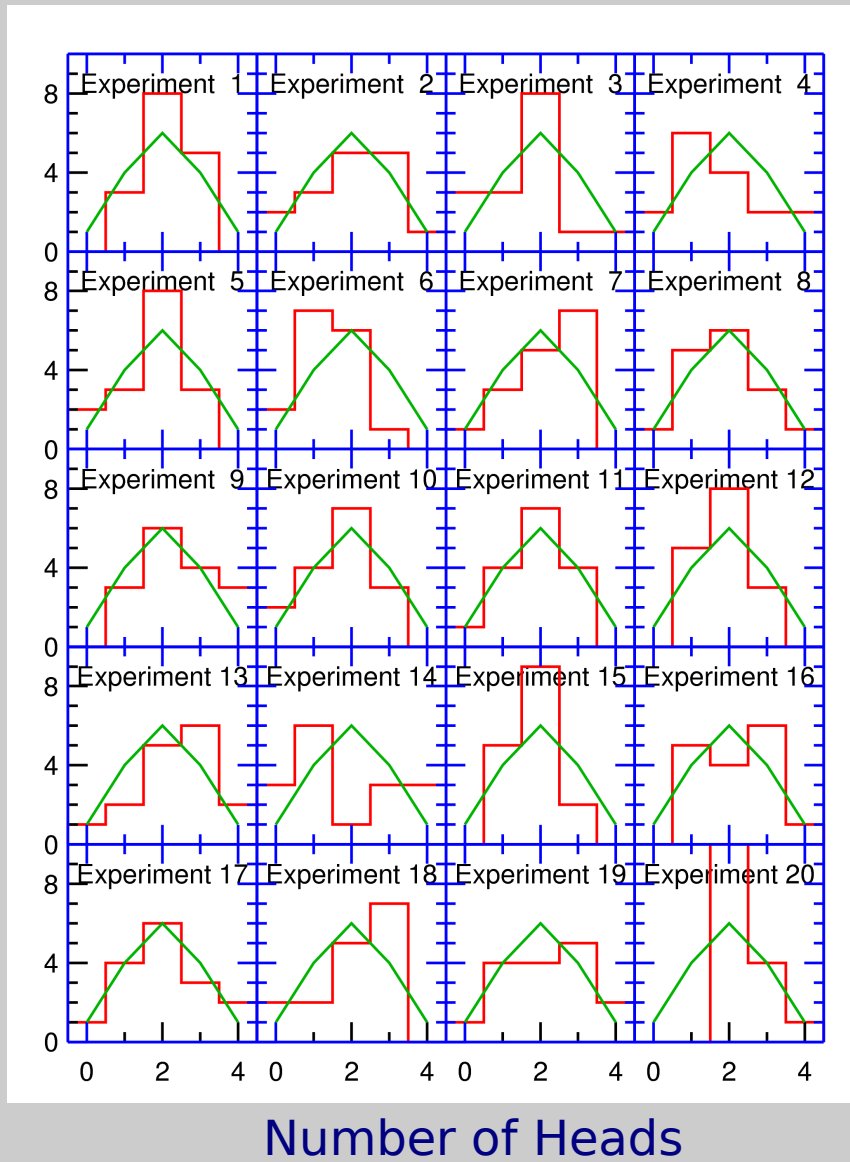 Experiment 1 Experiment 2 Experiment 3 Experiment 4
8
4
0
Experiment 5 Experiment 6 Experiment 7 Experiment 8
8
4
0
Experiment 9 Experiment 10 Experiment 11 Experiment 12
8
4
0
Experiment 13 Experiment 14 Experiment 15 Experiment 16
8
4
0
Experiment 17 Experiment 18 Experiment 19 Experiment 20
8
4
0
0 2 4 0 2 4 0 2 4 0 2 4
Number of Heads